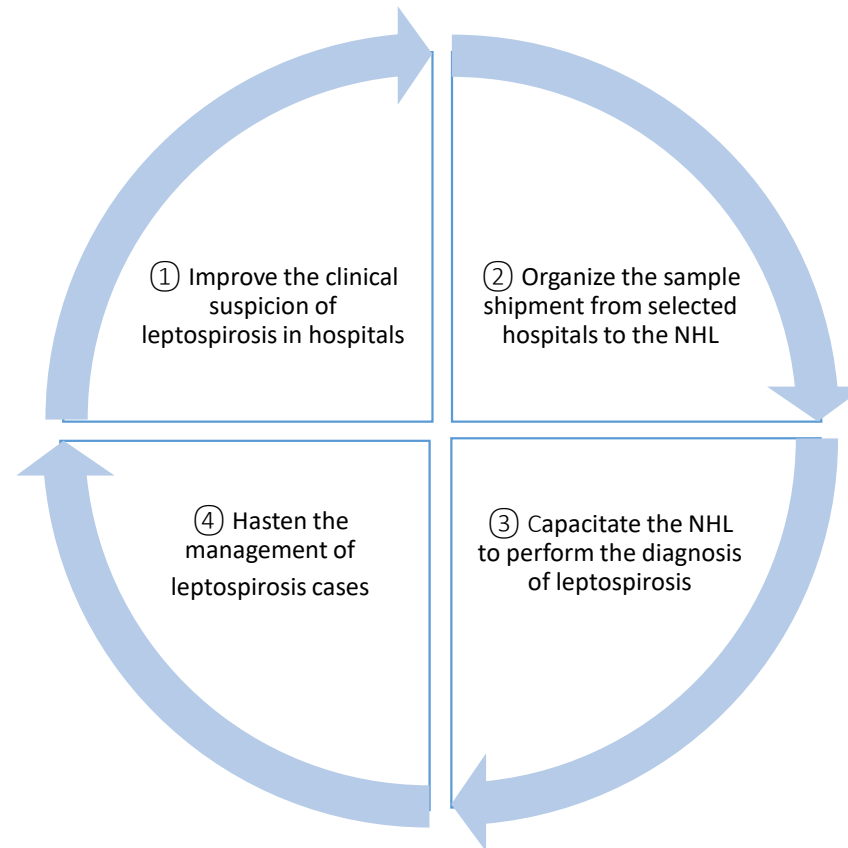 ① Improve the clinical
suspicion of
leptospirosis in hospitals
② Organize the sample
shipment from selected
hospitals to the NHL
③ Capacitate the NHL
to perform the diagnosis
of leptospirosis
④ Hasten the
management of
leptospirosis cases